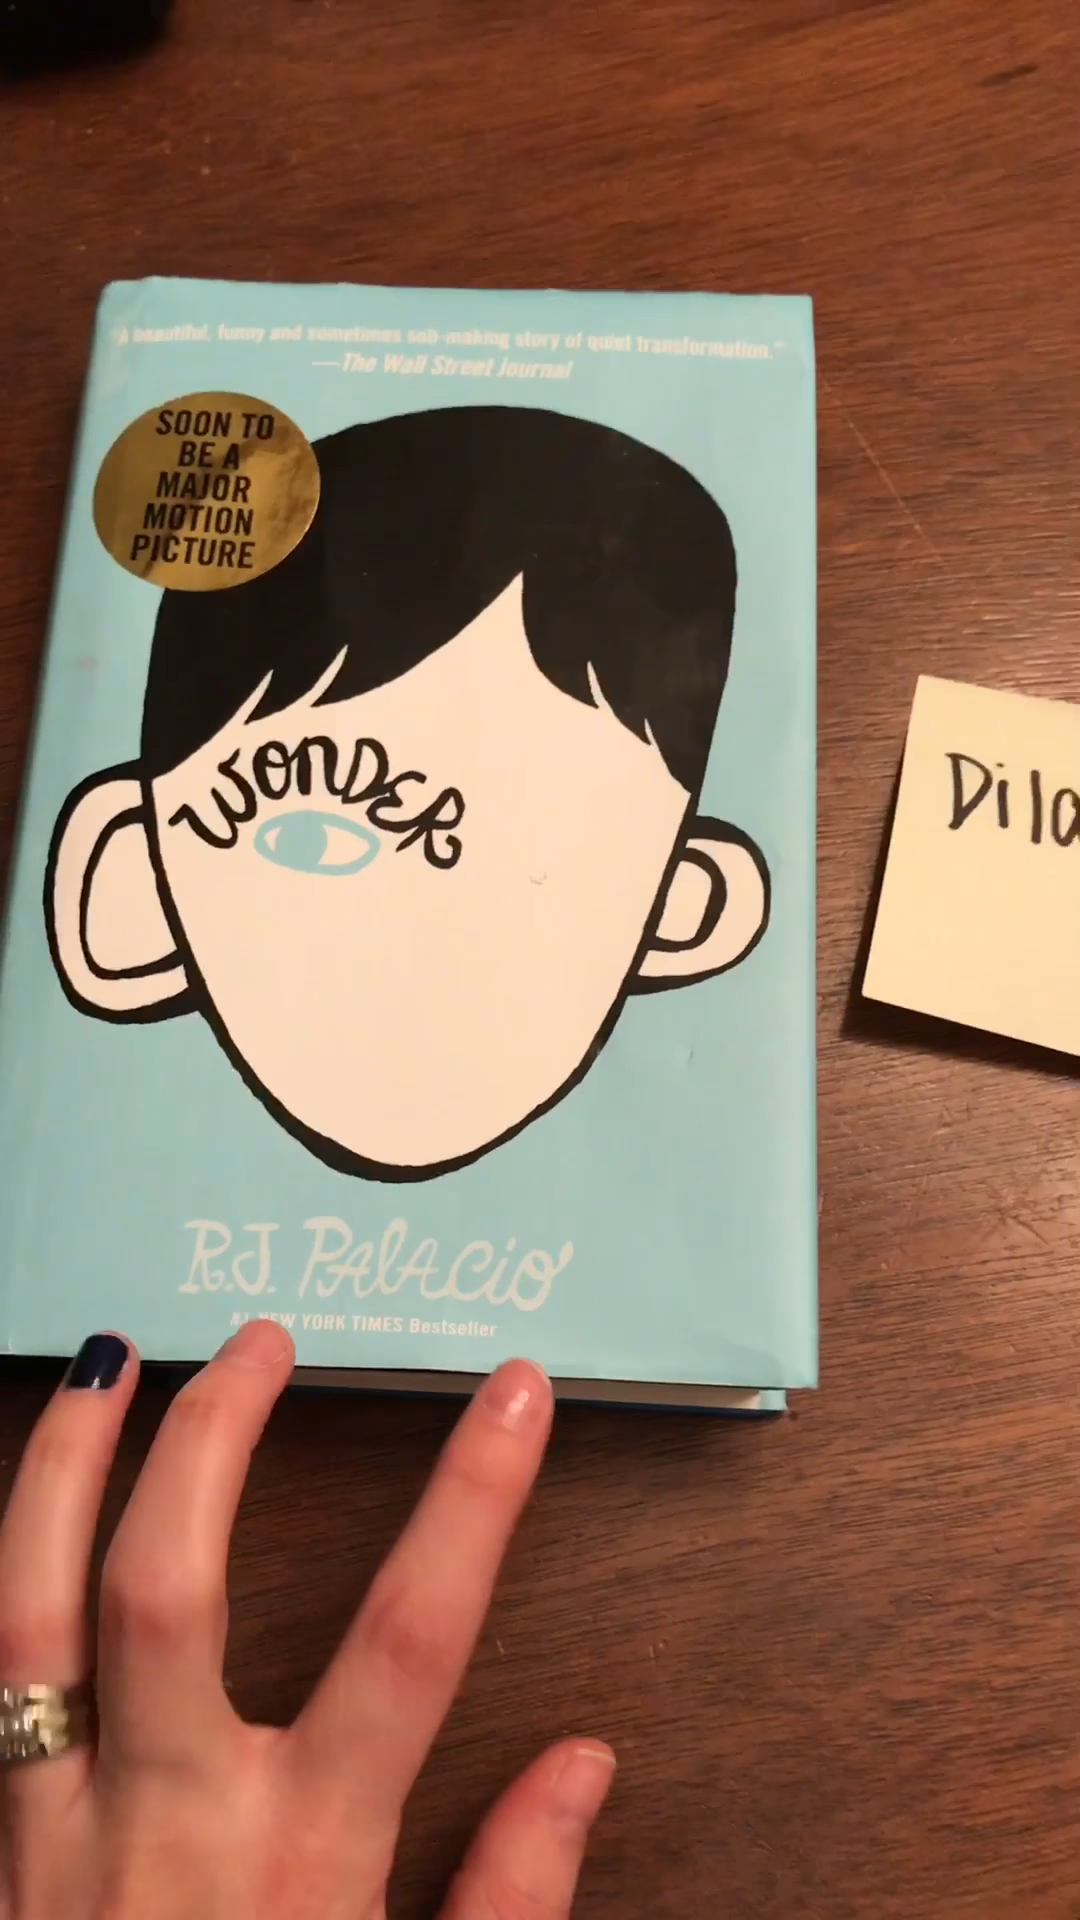 "A beautiful, funny and sometimes sob-making story of quiet transformation."
—The Wall Street Journal
SOON TO
BE A
MAJOR
MOTION
PICTURE
WONDER
R.J. PALACIO
#1 NEW YORK TIMES Bestseller
Dila